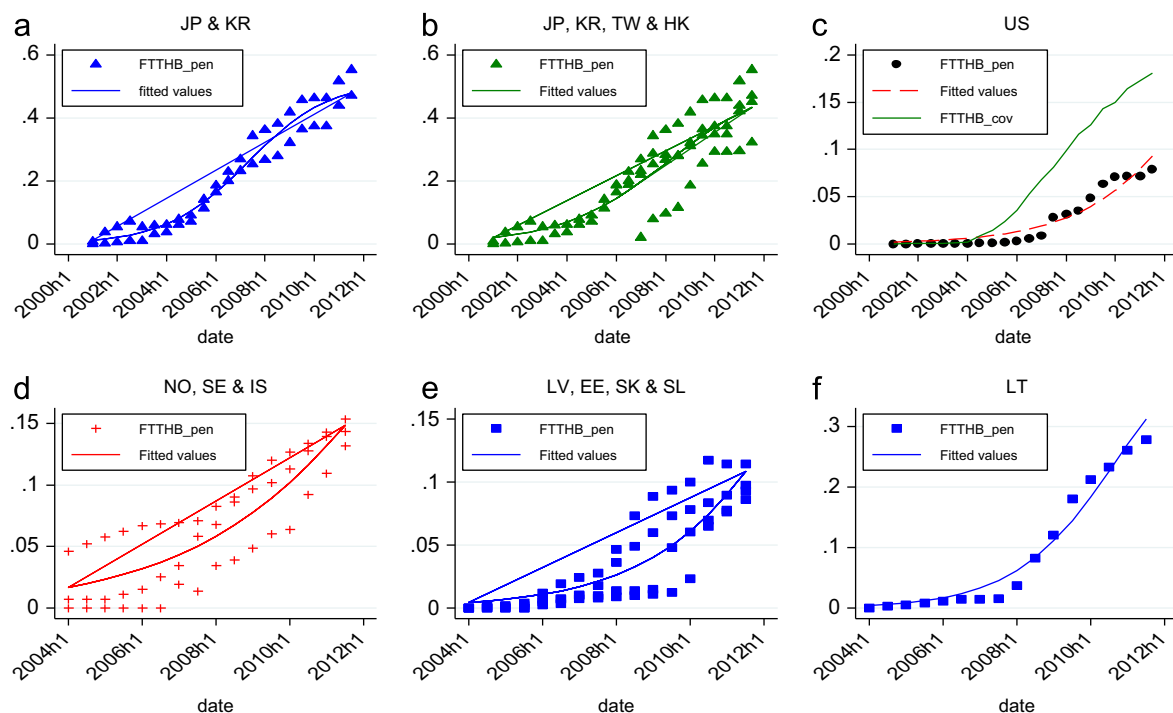 a
JP & KR
.6
.4
.2
0
FTTHB_pen
fitted values
2000h1
2002h1
2004h1
2006h1
2008h1
2010h1
2012h1
date
b
JP, KR, TW & HK
.6
.4
.2
0
FTTHB_pen
Fitted values
2000h1
2002h1
2004h1
2006h1
2008h1
2010h1
2012h1
date
c
US
.2
.15
.1
0.05
0
FTTHB_pen
Fitted values
FTTHB_cov
2000h1
2002h1
2004h1
2006h1
2008h1
2010h1
2012h1
date
d
NO, SE & IS
.15
.1
.05
0
FTTHB_pen
Fitted values
2004h1
2006h1
2008h1
2010h1
2012h1
date
e
LV, EE, SK & SL
.15
.1
.05
0
FTTHB_pen
Fitted values
2004h1
2006h1
2008h1
2010h1
2012h1
date
f
LT
.3
.2
.1
0
FTTHB_pen
Fitted values
2004h1
2006h1
2008h1
2010h1
2012h1
date